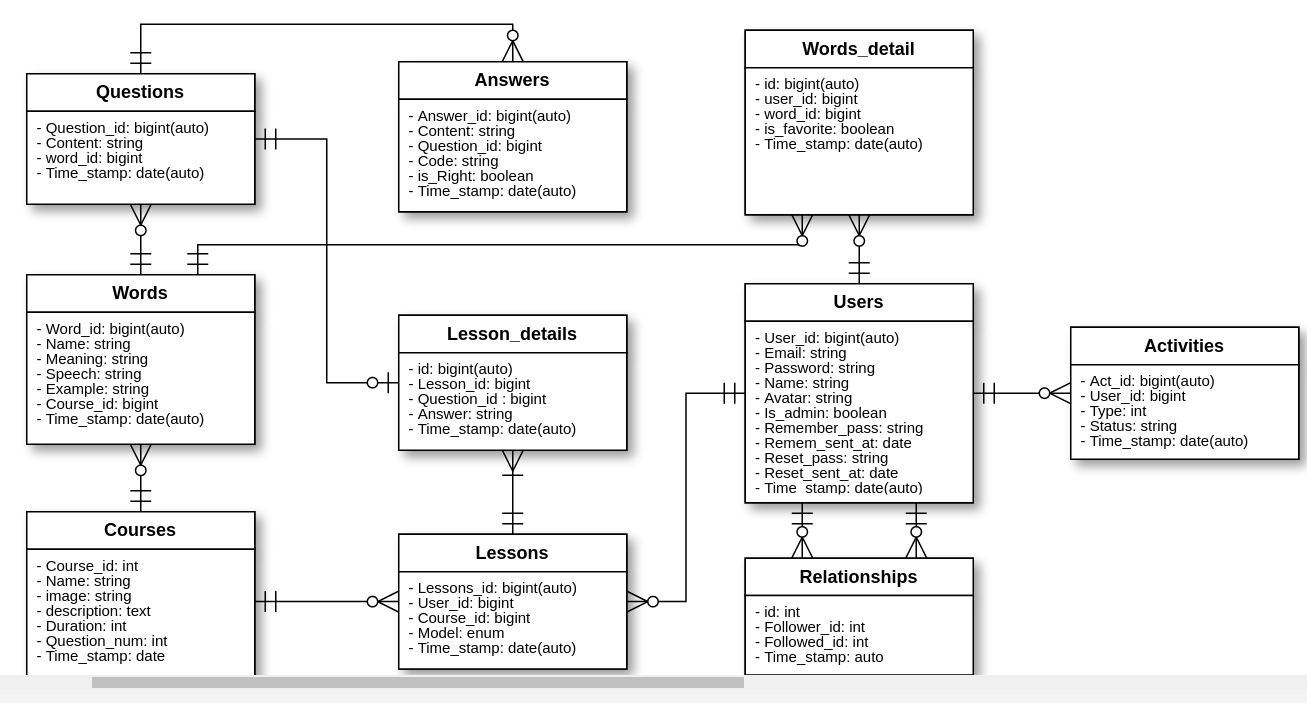 Questions
- Question_id: bigint(auto)
- Content: string
- word_id: bigint
- Time_stamp: date(auto)
Answers
- Answer_id: bigint(auto)
- Content: string
- Question_id: bigint
- Code: string
- is_Right: boolean
- Time_stamp: date(auto)
Words_detail
- id: bigint(auto)
- user_id: bigint
- word_id: bigint
- is_favorite: boolean
- Time_stamp: date(auto)
Words
- Word_id: bigint(auto)
- Name: string
- Meaning: string
- Speech: string
- Example: string
- Course_id: bigint
- Time_stamp: date(auto)
Lesson_details
- id: bigint(auto)
- Lesson_id: bigint
- Question_id : bigint
- Answer: string
- Time_stamp: date(auto)
Users
- User_id: bigint(auto)
- Email: string
- Password: string
- Name: string
- Avatar: string
- Is_admin: boolean
- Remember_pass: string
- Remem_sent_at: date
- Reset_pass: string
- Reset_sent_at: date
- Time_stamp: date(auto)
Activities
- Act_id: bigint(auto)
- User_id: bigint
- Type: int
- Status: string
- Time_stamp: date(auto)
Courses
- Course_id: int
- Name: string
- image: string
- description: text
- Duration: int
- Question_num: int
- Time_stamp: date
Lessons
- Lessons_id: bigint(auto)
- User_id: bigint
- Course_id: bigint
- Model: enum
- Time_stamp: date(auto)
Relationships
- id: int
- Follower_id: int
- Followed_id: int
- Time_stamp: auto